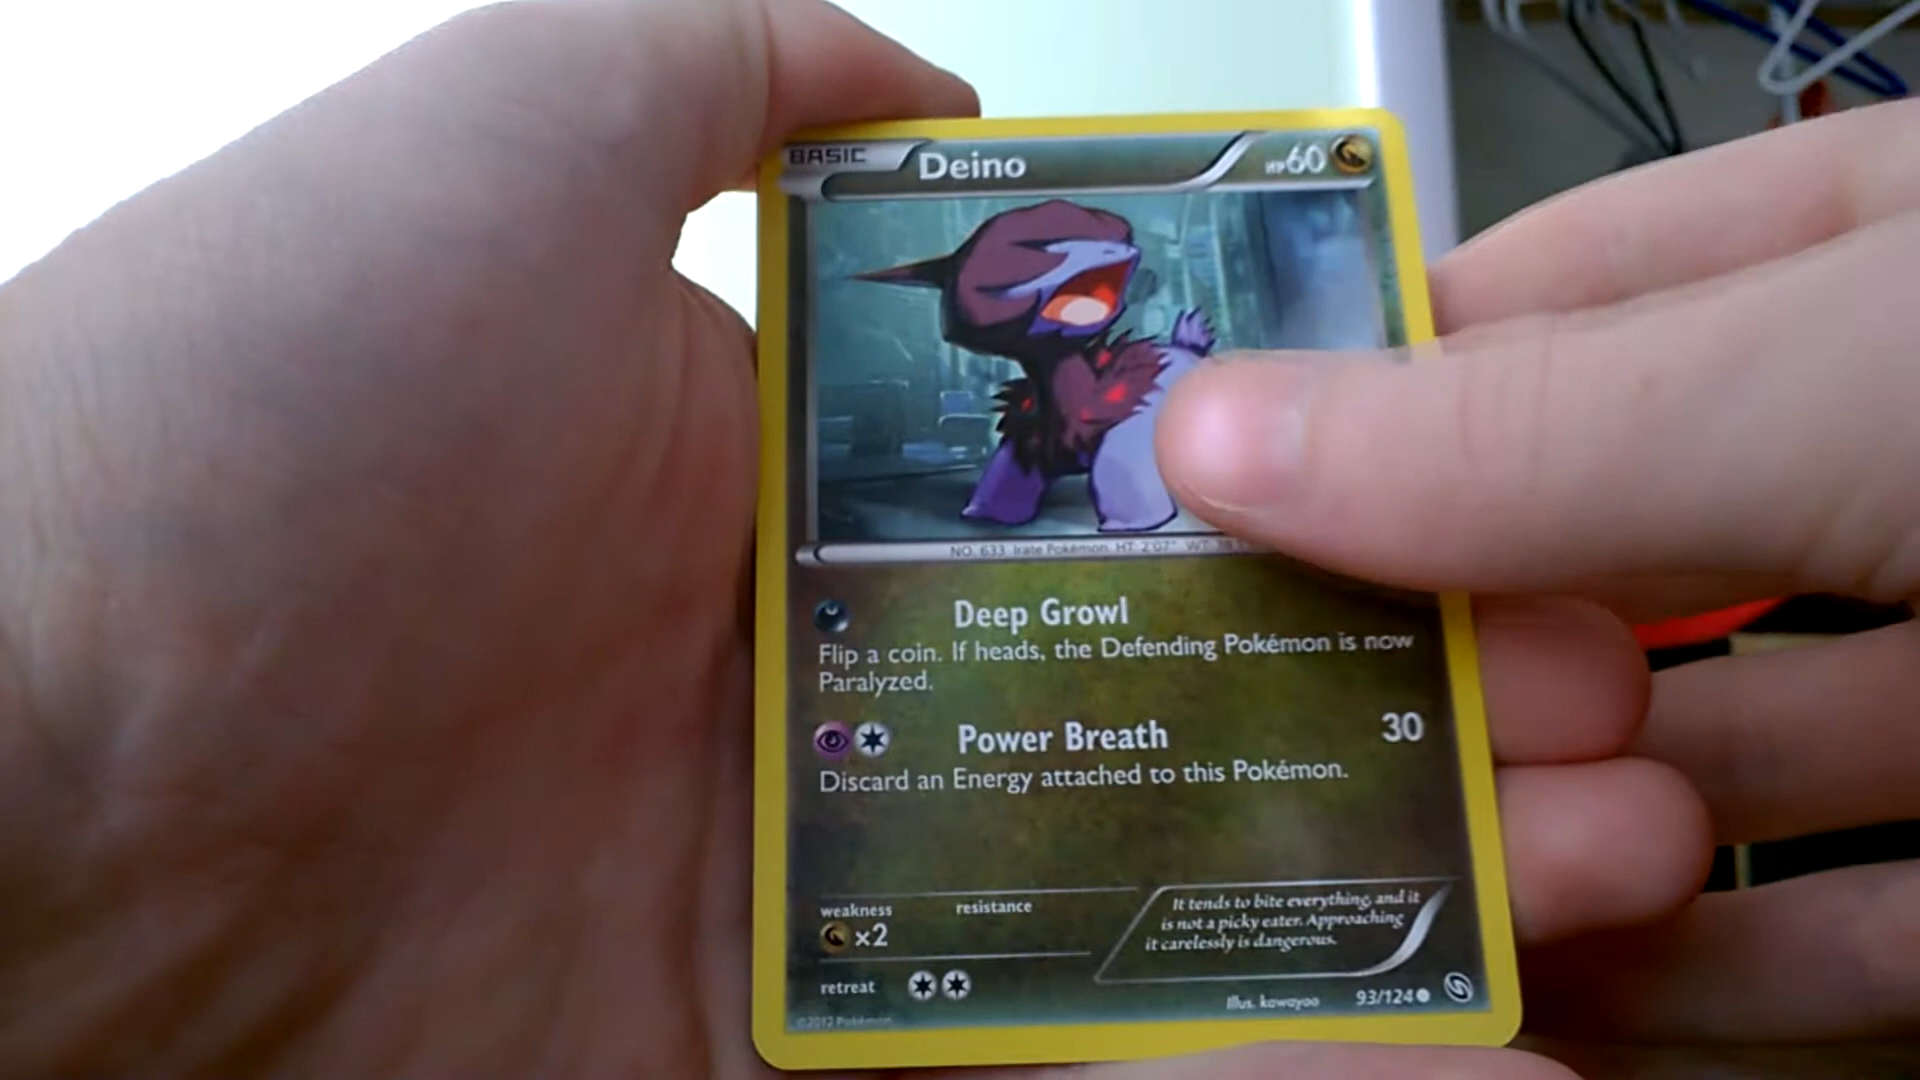 BASIC Deino HP60
NO. 633 Irate Pokémon. HT: 2'07" WT:
Deep Growl
Flip a coin. If heads, the Defending Pokémon is now
Paralyzed.
Power Breath 30
Discard an Energy attached to this Pokémon.
weakness resistance
×2
It tends to bite everything, and it
is not a picky eater. Approaching
it carelessly is dangerous.
retreat
Illus. kawayoo 93/124
©2012 Pokémon